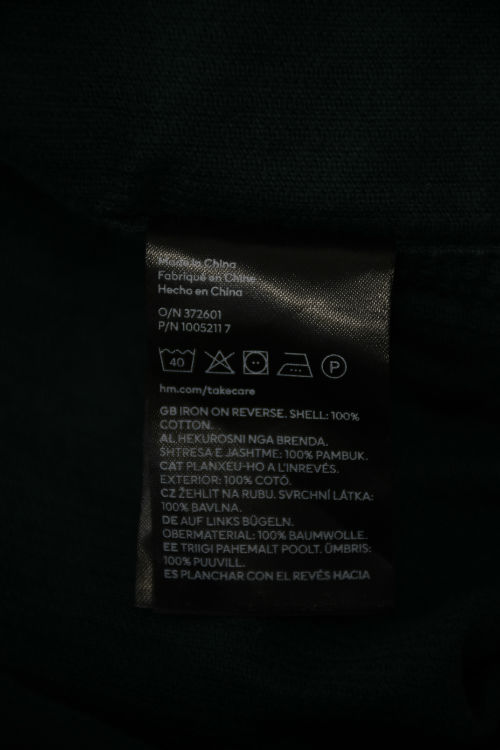 Made in China
Fabriqué en Chine
Hecho en China
O/N 372601
P/N 1005211 7
40
P
hm.com/takecare
GB IRON ON REVERSE. SHELL: 100%
COTTON.
AL HEKUROSNI NGA BRENDA.
SHTRESA E JASHTME: 100% PAMBUK.
CAT PLANXEU-HO A L'INREVÉS.
EXTERIOR: 100% COTÓ.
CZ ŽEHLIT NA RUBU. SVRCHNÍ LÁTKA:
100% BAVLNA.
DE AUF LINKS BÜGELN.
OBERMATERIAL: 100% BAUMWOLLE.
EE TRIIGI PAHEMALT POOLT. ÜMBRIS:
100% PUUVILL.
ES PLANCHAR CON EL REVÉS HACIA